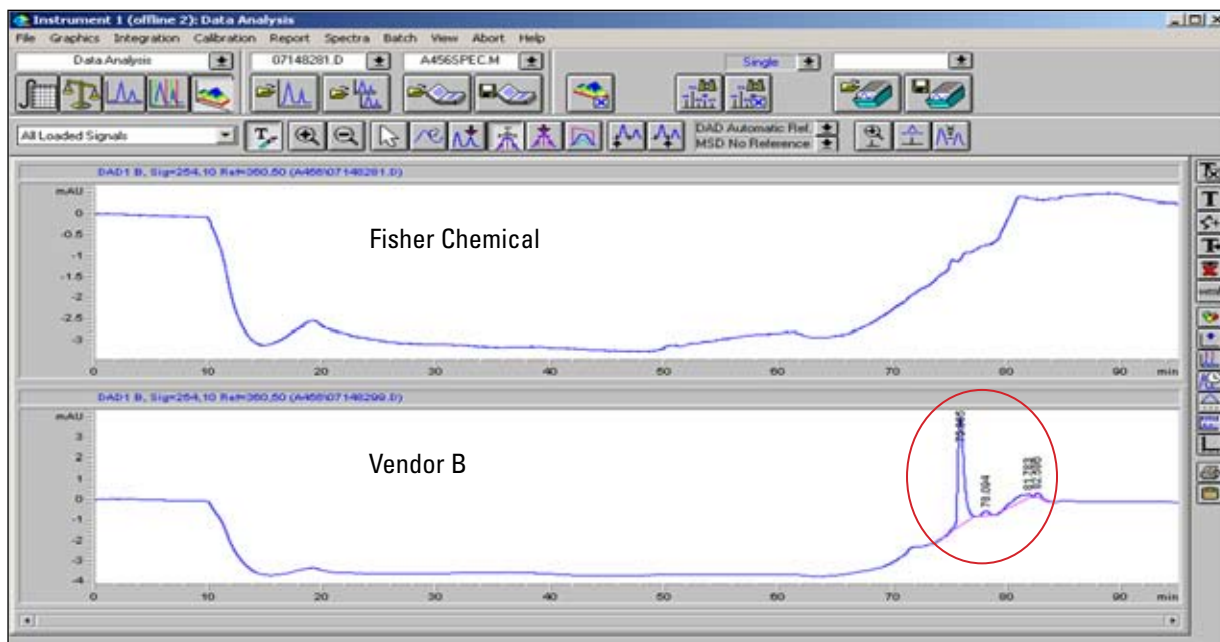 Instrument 1 (offline 2): Data Analysis
File Graphics Integration Calibration Report Spectra Batch View Abort Help
Data Analysis 07148281.D A456SPEC.M Single
All Loaded Signals DAD Automatic Ref.
MSD No Reference
DAD1 B, Sig=254,10 Ref=360,50 (A456\07148281.D)
mAU
0
-0.5
-1
-1.5
-2
-2.5
-3
Fisher Chemical
0 10 20 30 40 50 60 70 80 90 min
DAD1 B, Sig=254,10 Ref=360,50 (A456\07148299.D)
mAU
3
2
1
0
-1
-2
-3
-4
Vendor B
78.094
81.783
0 10 20 30 40 50 60 70 80 90 min